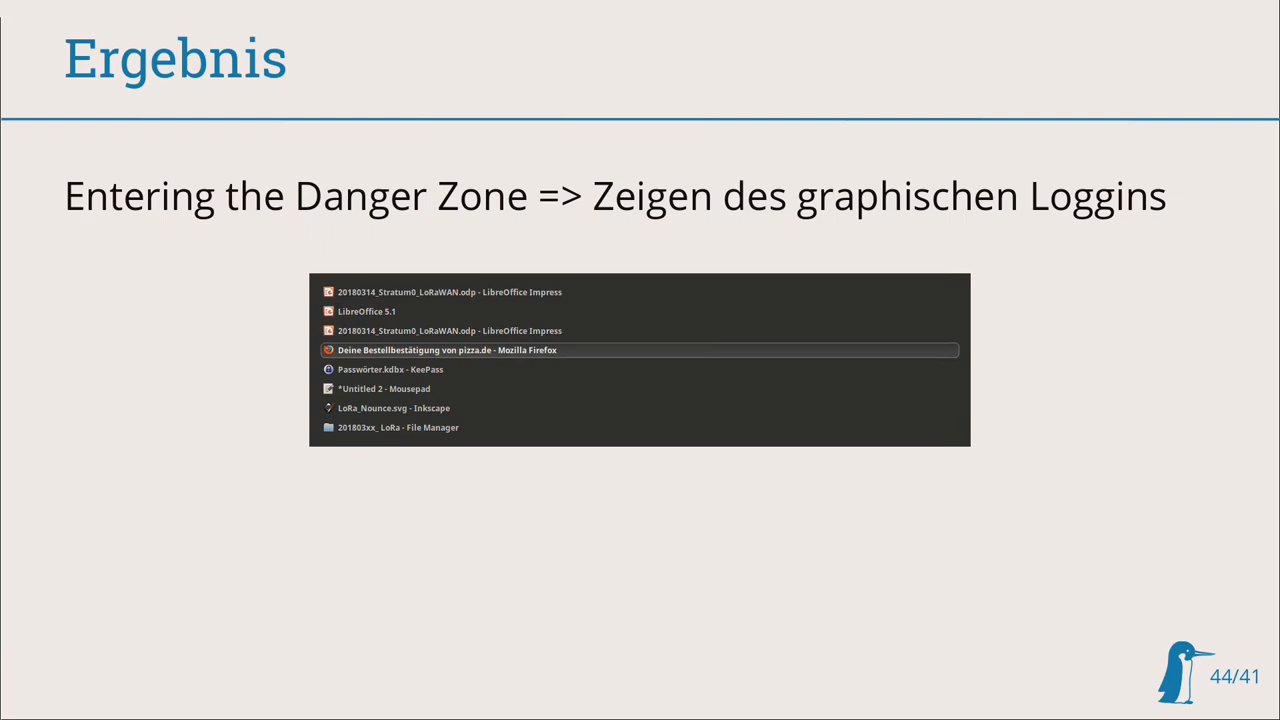 Ergebnis
Entering the Danger Zone => Zeigen des graphischen Loggins
20180314_Stratum0_LoRaWAN.odp - LibreOffice Impress
LibreOffice 5.1
20180314_Stratum0_LoRaWAN.odp - LibreOffice Impress
Deine Bestellbestätigung von pizza.de - Mozilla Firefox
Passwörter.kdbx - KeePass
*Untitled 2 - Mousepad
LoRa_Nounce.svg - Inkscape
201803xx_ LoRa - File Manager
44/41